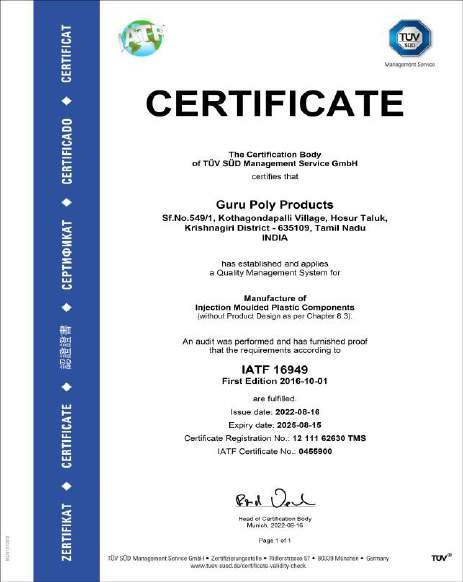 IATF
TÜV
SÜD
Management Service
CERTIFICATE
The Certification Body
of TÜV SÜD Management Service GmbH
certifies that
Guru Poly Products
Sf.No.549/1, Kothagondapalli Village, Hosur Taluk,
Krishnagiri District - 635109, Tamil Nadu
INDIA
has established and applies
a Quality Management System for
Manufacture of
Injection Moulded Plastic Components
(without Product Design as per Chapter 8.3).
An audit was performed and has furnished proof
that the requirements according to
IATF 16949
First Edition 2016-10-01
are fulfilled.
Issue date: 2022-08-16
Expiry date: 2025-08-15
Certificate Registration No.: 12 111 62630 TMS
IATF Certificate No.: 0455900
Head of Certification Body
Munich, 2022-08-16
Page 1 of 1
TÜV SÜD Management Service GmbH • Zertifizierungsstelle • Ridlerstrasse 57 • 80339 München • Germany
www.tuev-sued.de/certificate-validity-check
TÜV®
ZERTIFIKAT ◆ CERTIFICATE ◆ 認證證書 ◆ СЕРТИФИКАТ ◆ CERTIFICADO ◆ CERTIFICAT